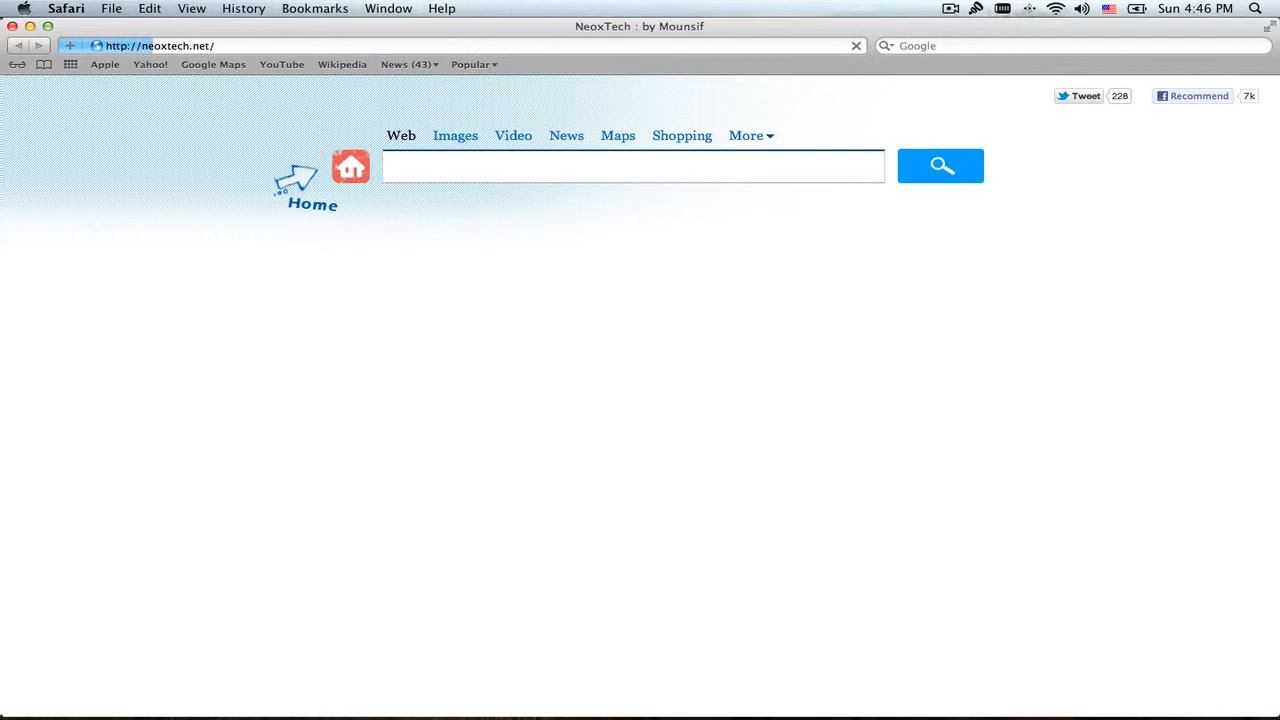 Safari File Edit View History Bookmarks Window Help Sun 4:46 PM
NeoxTech : by Mounsif
http://neoxtech.net/ Google
Apple Yahoo! Google Maps YouTube Wikipedia News (43) Popular
Tweet 228 Recommend 7k
Web Images Video News Maps Shopping More
Home